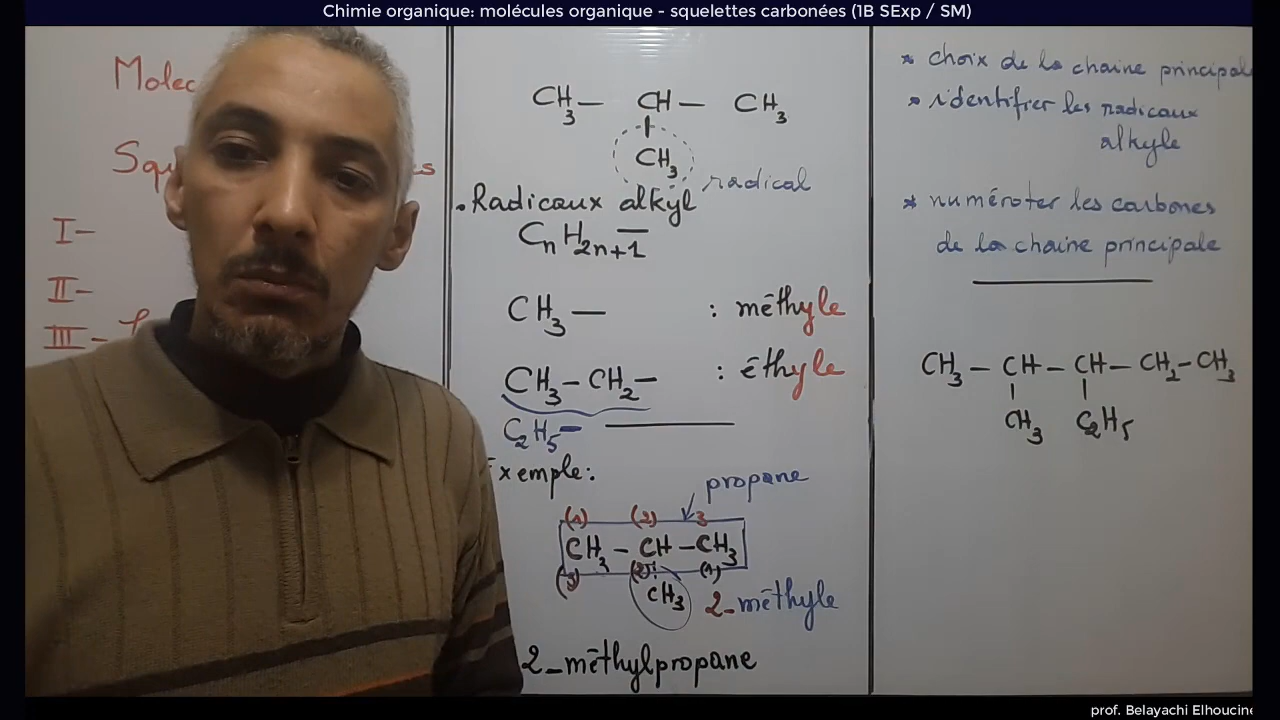 Chimie organique: molécules organique - squelettes carbonées (1B SExp / SM)
I-
II-
III-
CH3 — CH — CH3
CH3
radical
• Radicaux alkyl
CnH2n+1 —
CH3 — : méthyle
CH3 - CH2 - : éthyle
C2H5 -
Exemple:
propane
(1) (2) 3
CH3 - CH - CH3
(3) (2) (1)
CH3 2-méthyle
2-méthylpropane
* choix de la chaine principale
* identifier les radicaux
alkyle
* numéroter les carbones
de la chaine principale
CH3 - CH - CH - CH2 - CH3
CH3 C2H5
prof. Belayachi Elhoucine